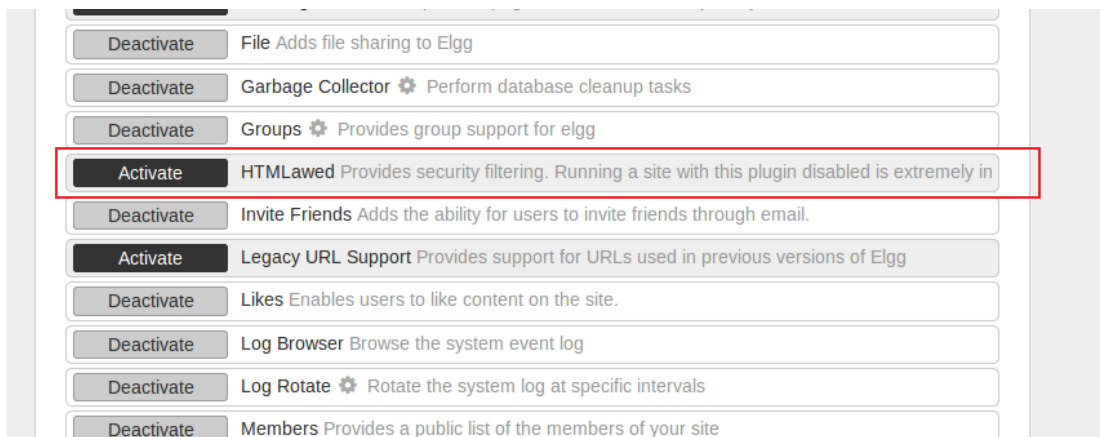 Deactivate File Adds file sharing to Elgg
Deactivate Garbage Collector Perform database cleanup tasks
Deactivate Groups Provides group support for elgg
Activate HTMLawed Provides security filtering. Running a site with this plugin disabled is extremely in
Deactivate Invite Friends Adds the ability for users to invite friends through email.
Activate Legacy URL Support Provides support for URLs used in previous versions of Elgg
Deactivate Likes Enables users to like content on the site.
Deactivate Log Browser Browse the system event log
Deactivate Log Rotate Rotate the system log at specific intervals
Deactivate Members Provides a public list of the members of your site